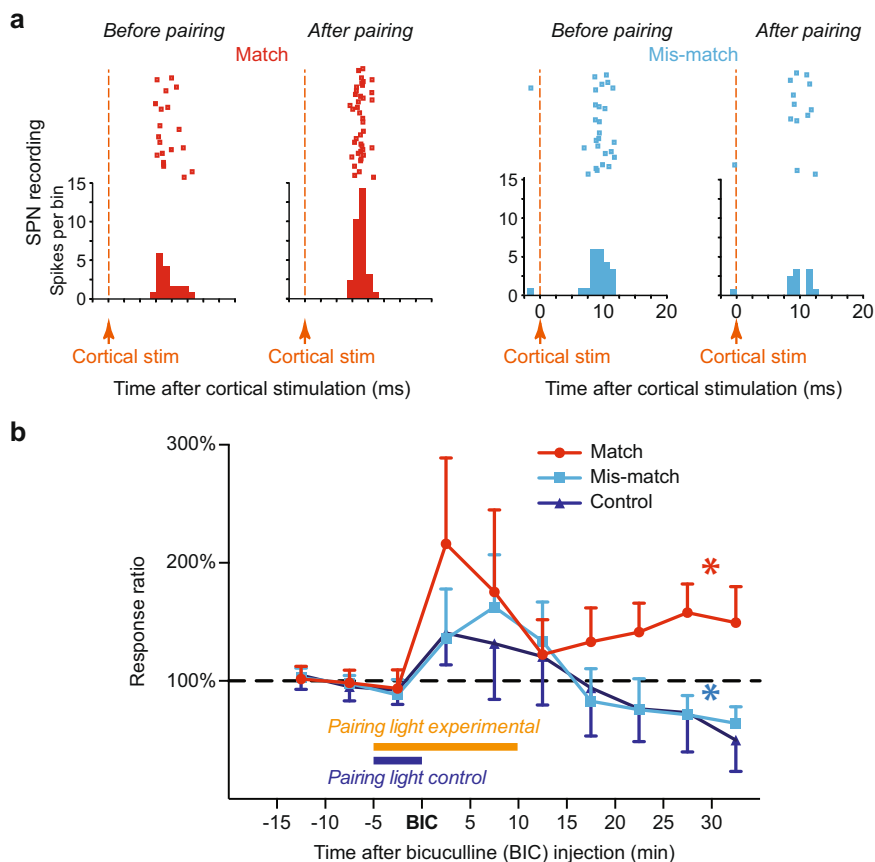 a
Before pairing After pairing Before pairing After pairing
Match Mis-match
SPN recording
Spikes per bin
15
10
5
0
15
10
5
0
0 10 20 0 10 20
Cortical stim Cortical stim Cortical stim Cortical stim
Time after cortical stimulation (ms) Time after cortical stimulation (ms)
b
300%
200%
100%
Response ratio
Match
Mis-match
Control
*
*
Pairing light experimental
Pairing light control
-15 -10 -5 BIC 5 10 15 20 25 30
Time after bicuculline (BIC) injection (min)